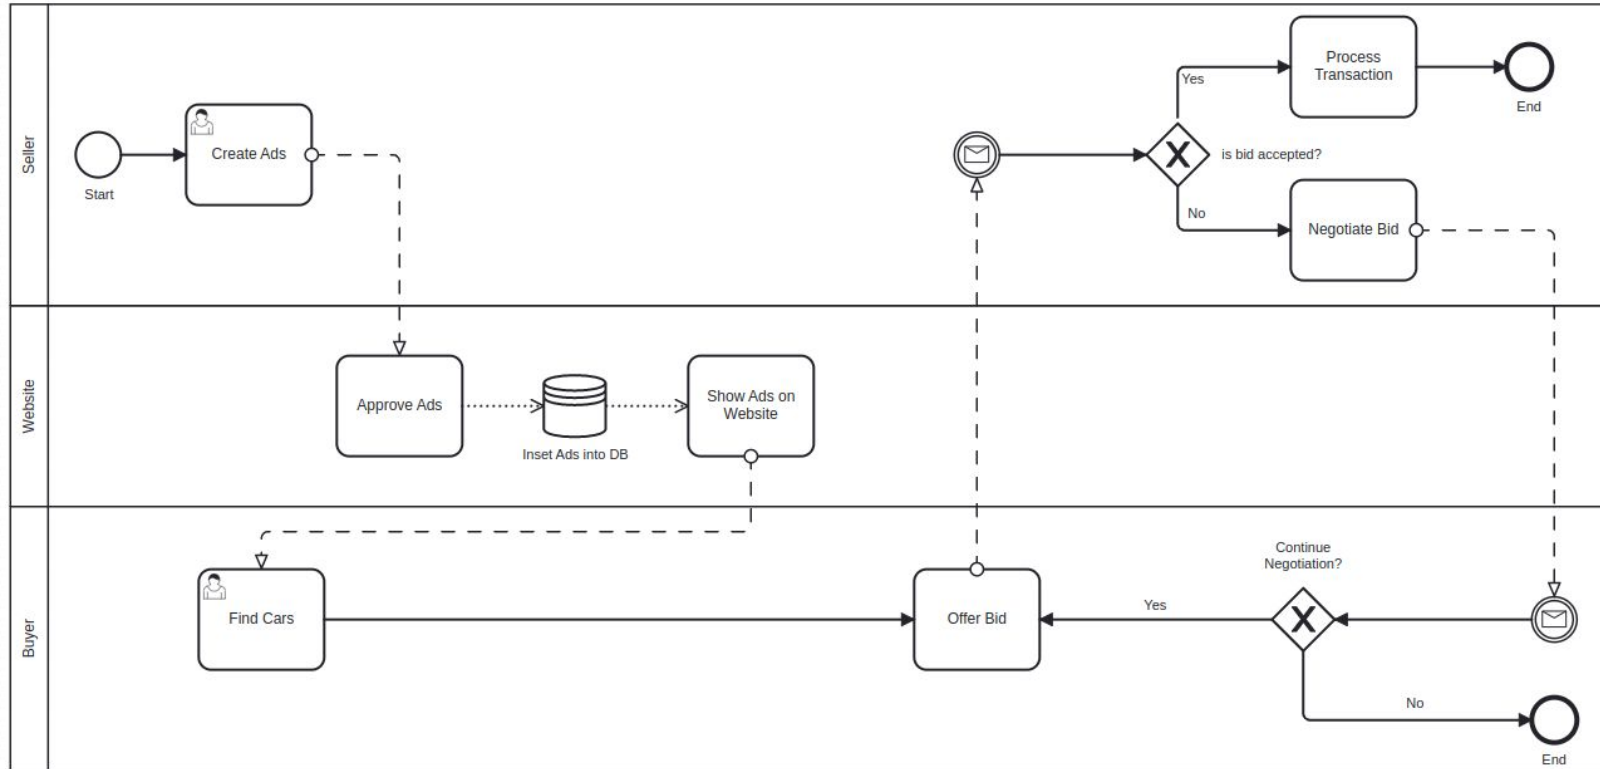 Seller
Start
Create Ads
Yes
Process
Transaction
End
is bid accepted?
No
Negotiate Bid
Website
Approve Ads
Inset Ads into DB
Show Ads on
Website
Buyer
Find Cars
Offer Bid
Yes
Continue
Negotiation?
No
End